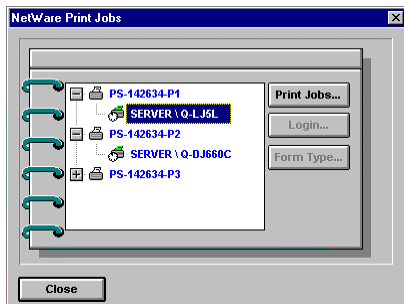 NetWare Print Jobs
PS-142634-P1
SERVER \ Q-LJ5L
PS-142634-P2
SERVER \ Q-DJ660C
PS-142634-P3
Print Jobs...
Login...
Form Type...
Close